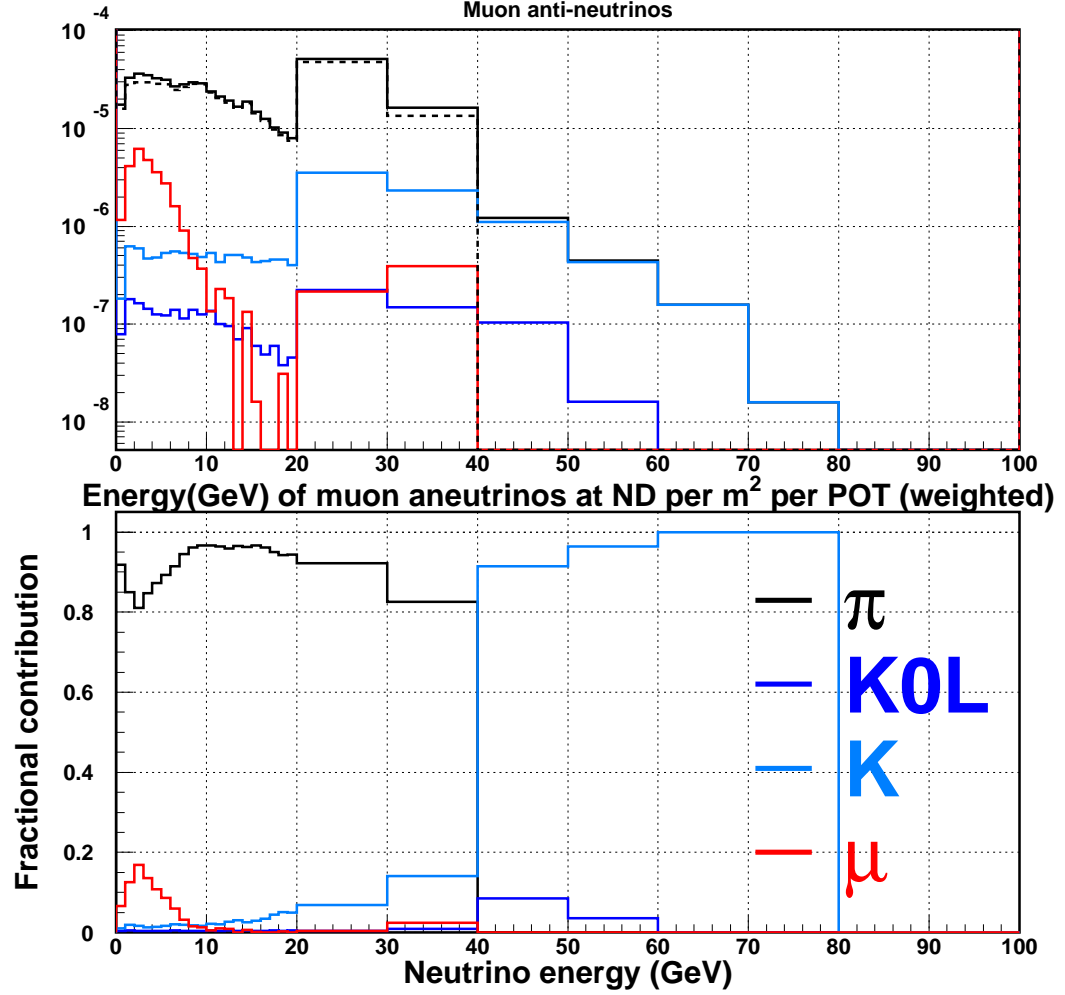 Muon anti-neutrinos
10^-4
10^-5
10^-6
10^-7
10^-8
0 10 20 30 40 50 60 70 80 90 100
Energy(GeV) of muon aneutrinos at ND per m² per POT (weighted)
Fractional contribution
1
0.8
0.6
0.4
0.2
0
π
K0L
K
μ
0 10 20 30 40 50 60 70 80 90 100
Neutrino energy (GeV)